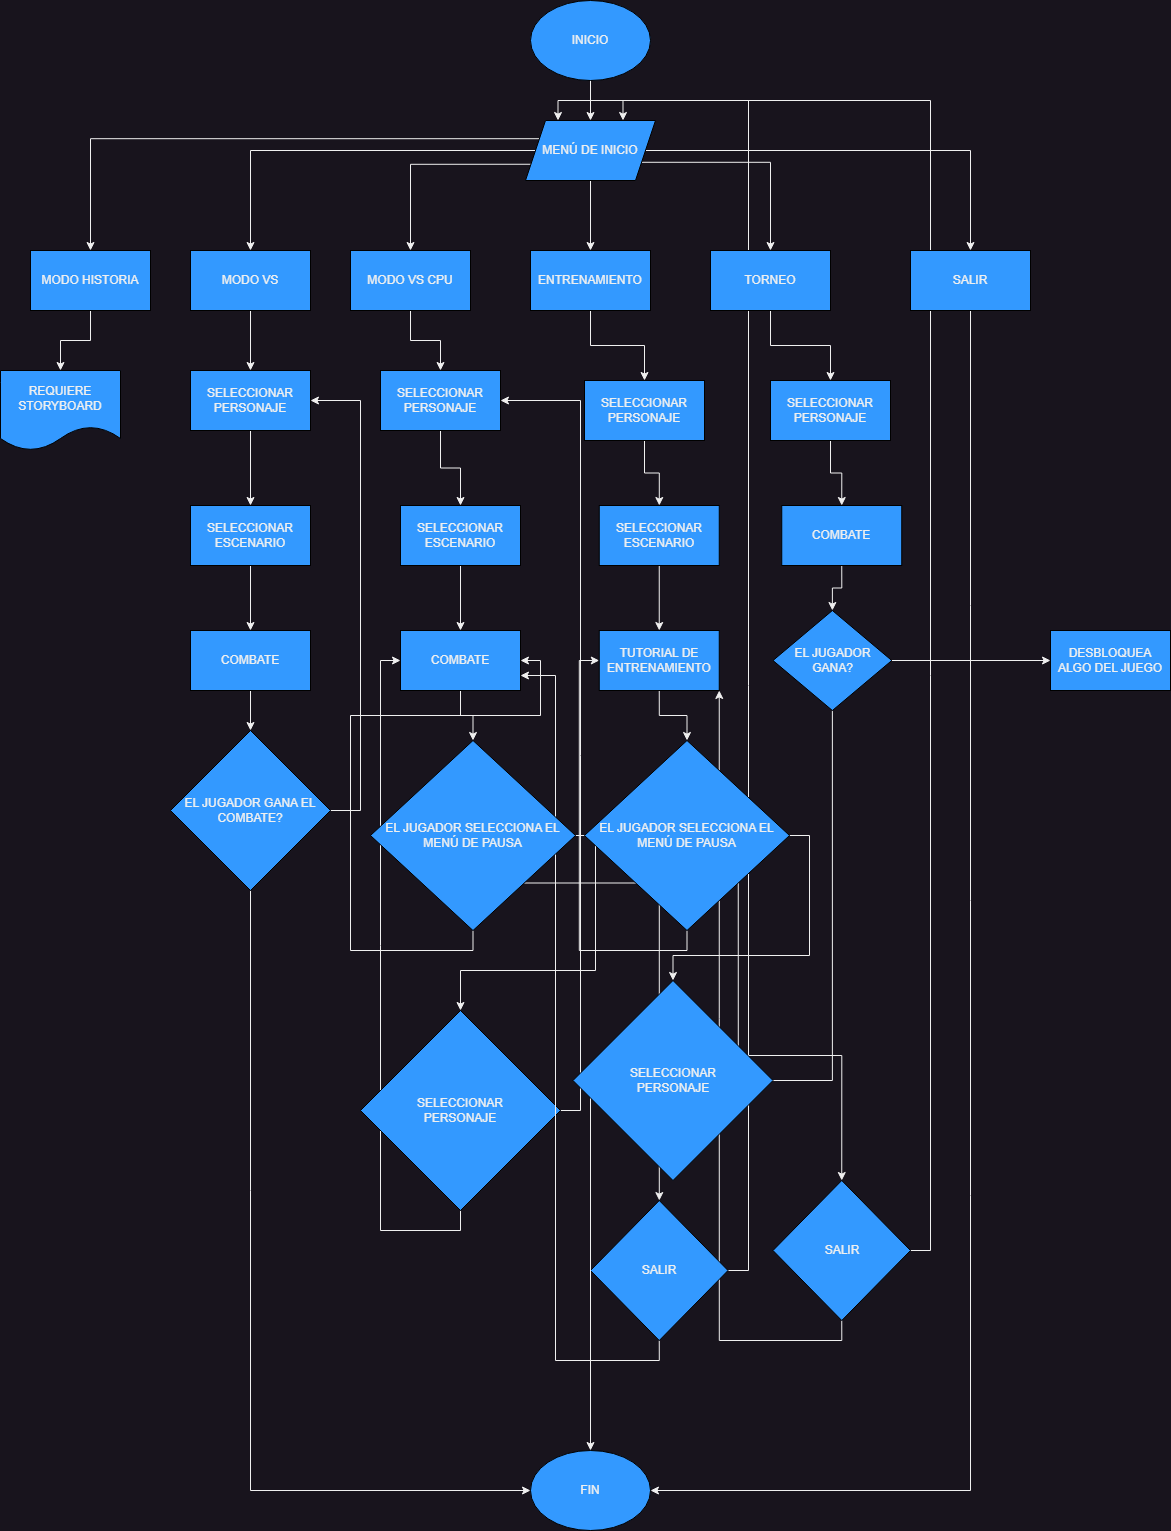 INICIO
MENÚ DE INICIO
MODO HISTORIA
MODO VS
MODO VS CPU
ENTRENAMIENTO
TORNEO
SALIR
REQUIERE
STORYBOARD
SELECCIONAR
PERSONAJE
SELECCIONAR
PERSONAJE
SELECCIONAR
PERSONAJE
SELECCIONAR
PERSONAJE
SELECCIONAR
ESCENARIO
SELECCIONAR
ESCENARIO
SELECCIONAR
ESCENARIO
COMBATE
COMBATE
COMBATE
TUTORIAL DE
ENTRENAMIENTO
EL JUGADOR
GANA?
DESBLOQUEA
ALGO DEL JUEGO
EL JUGADOR GANA EL
COMBATE?
EL JUGADOR SELECCIONA EL
MENÚ DE PAUSA
EL JUGADOR SELECCIONA EL
MENÚ DE PAUSA
SELECCIONAR
PERSONAJE
SELECCIONAR
PERSONAJE
SALIR
SALIR
FIN